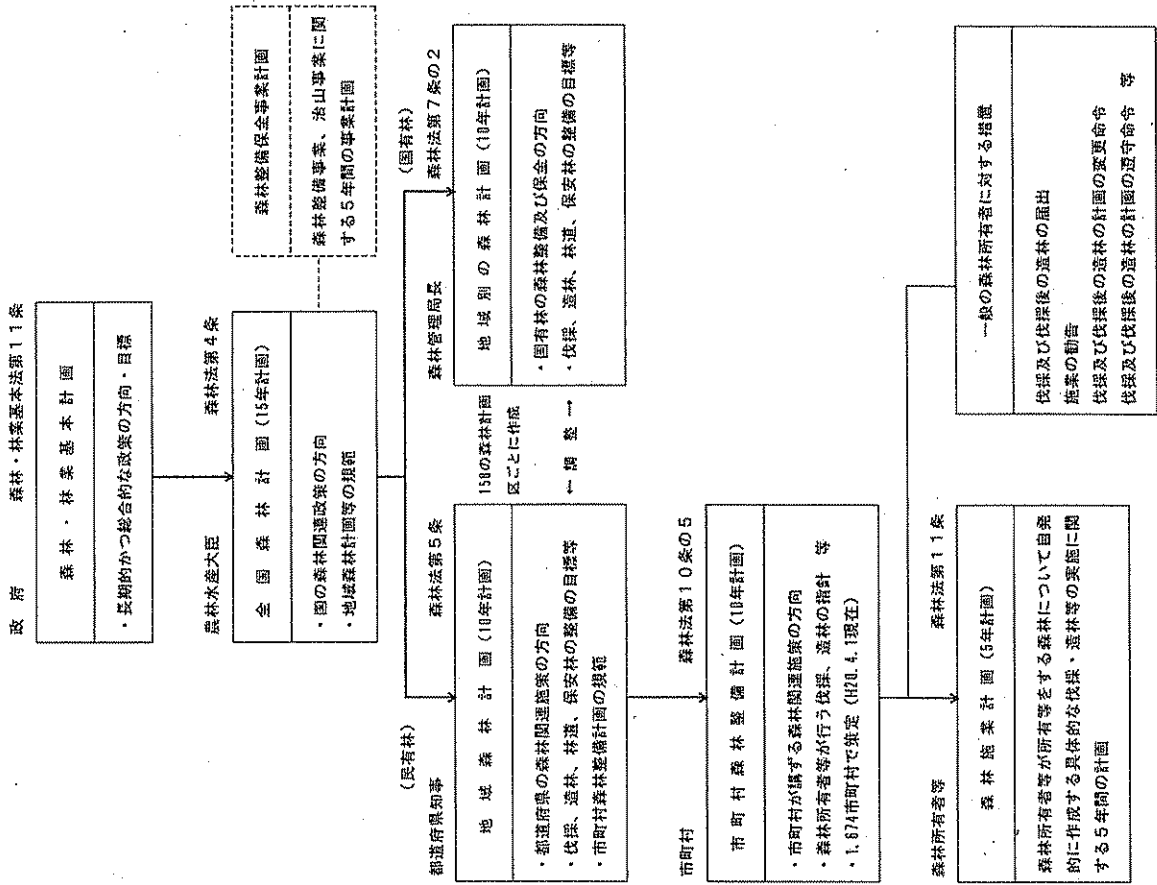 政府 森林・林業基本法第11条
森林・林業基本計画
・長期的かつ総合的な政策の方向・目標
農林水産大臣 森林法第4条
全国森林計画(15年計画)
・国の森林関連政策の方向
・地域森林計画等の規範
森林整備保全事業計画
森林整備事業、治山事業に関
する5年間の事業計画
(民有林)
(国有林)
都道府県知事 森林法第5条
地域森林計画(10年計画)
・都道府県の森林関連施策の方向
・伐採、造林、林道、保安林の整備の目標等
・市町村森林整備計画の規範
158の森林計画
区ごとに作成
←調整→
森林管理局長 森林法第7条の2
地域別の森林計画(10年計画)
・国有林の森林整備及び保全の方向
・伐採、造林、林道、保安林の整備の目標等
市町村 森林法第10条の5
市町村森林整備計画(10年計画)
・市町村が講ずる森林関連施策の方向
・森林所有者等が行う伐採、造林の指針 等
・1,674市町村で策定(H20.4.1現在)
森林所有者等 森林法第11条
森林施業計画(5年計画)
森林所有者等が所有等をする森林について自発
的に作成する具体的な伐採・造林等の実施に関
する5年間の計画
一般の森林所有者に対する措置
伐採及び伐採後の造林の届出
施業の勧告
伐採及び伐採後の造林の計画の変更命令
伐採及び伐採後の造林の計画の遵守命令 等